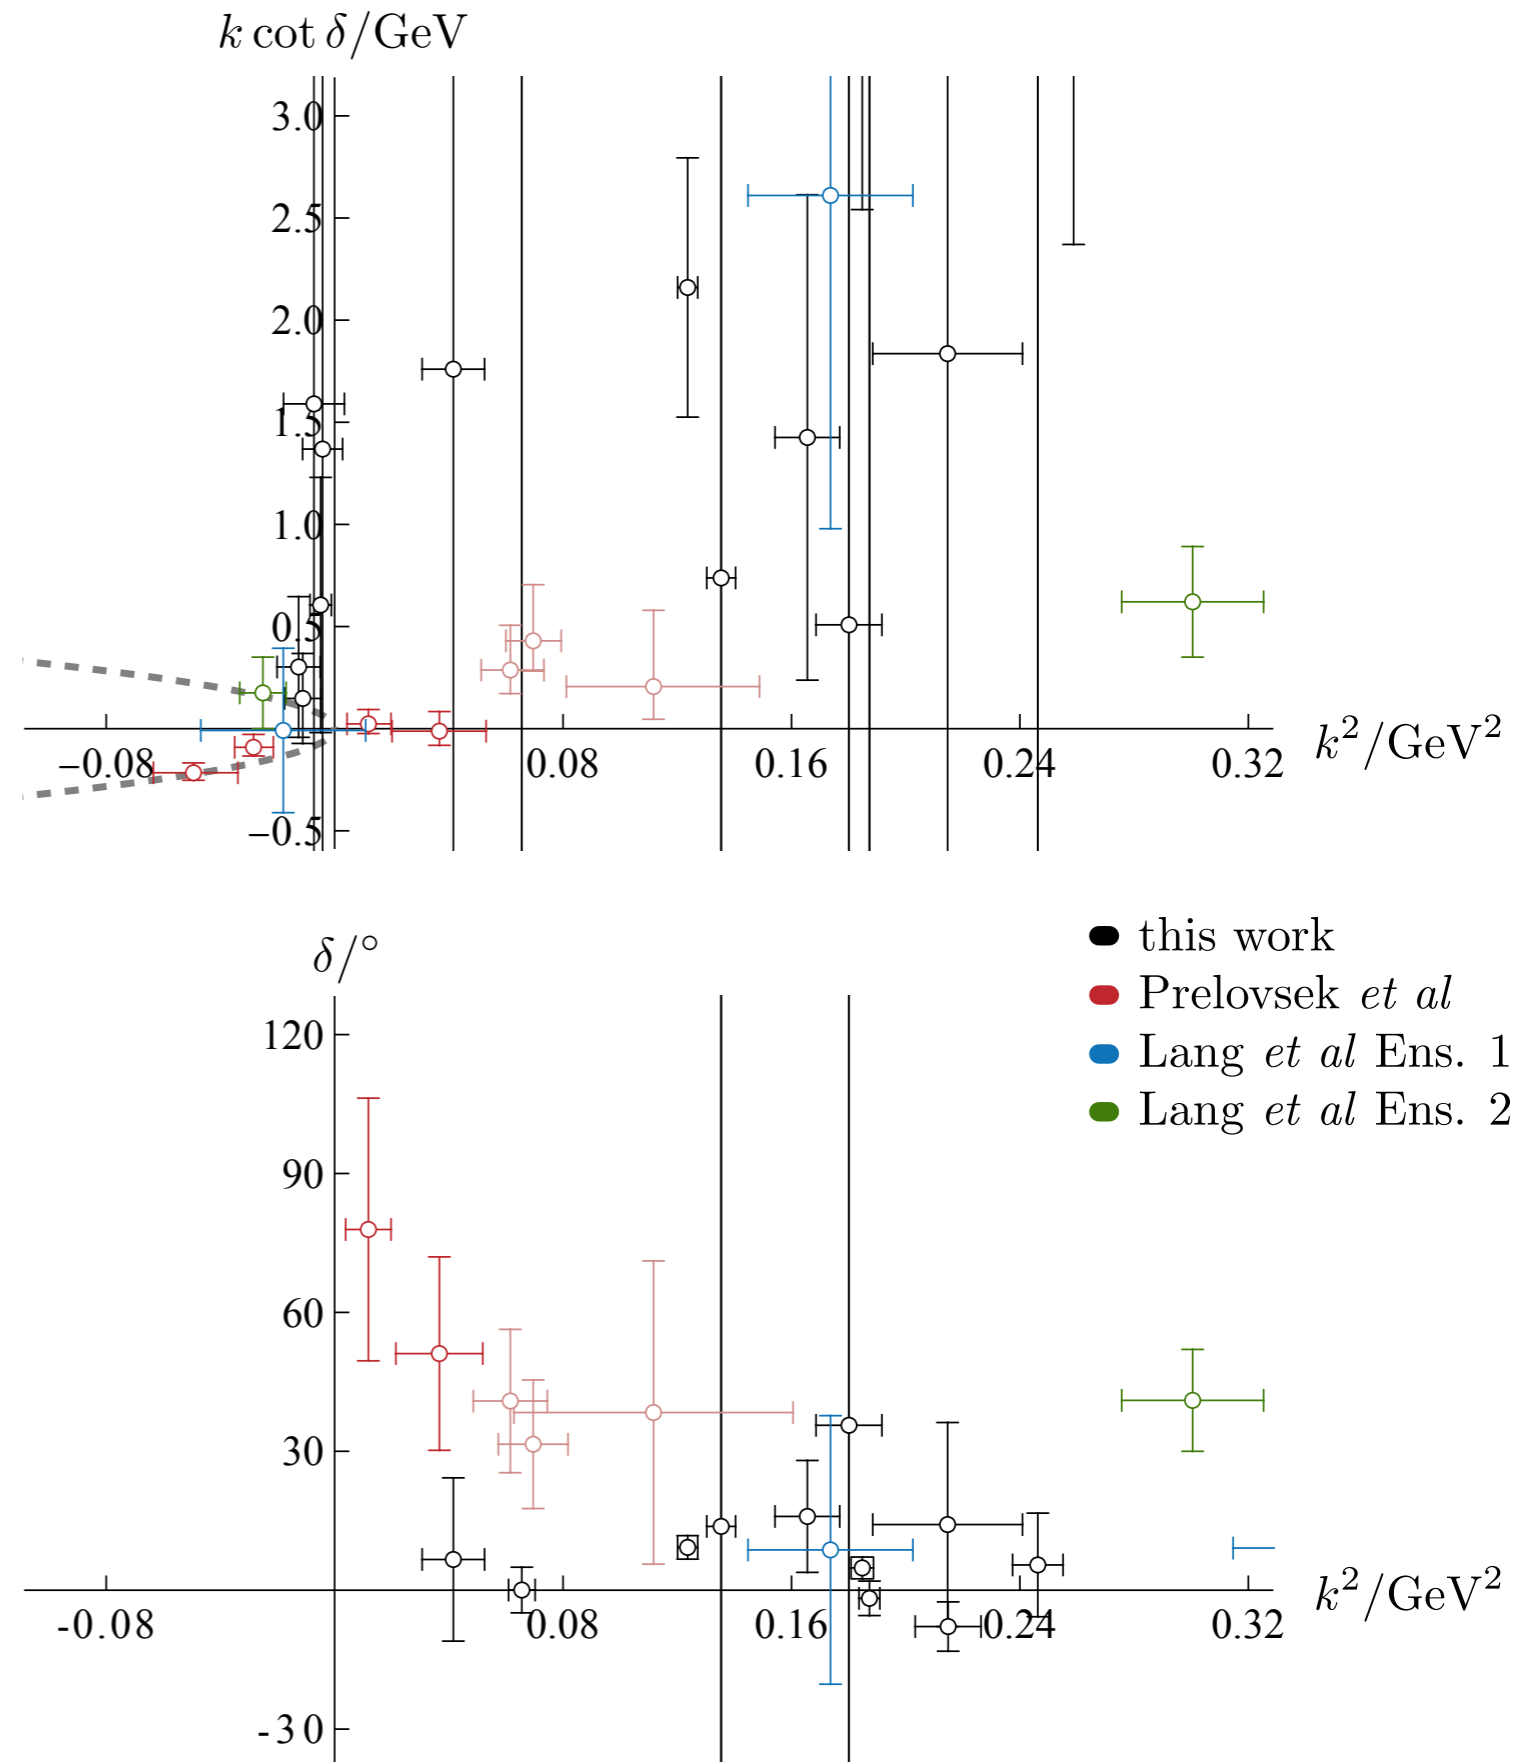 k cot δ/GeV
3.0
2.5
2.0
1.5
1.0
0.5
−0.08 0.08 0.16 0.24 0.32 k²/GeV²
−0.5
this work
δ/°
Prelovsek et al
120
Lang et al Ens. 1
Lang et al Ens. 2
90
60
30
-0.08 0.08 0.16 0.24 0.32 k²/GeV²
-30